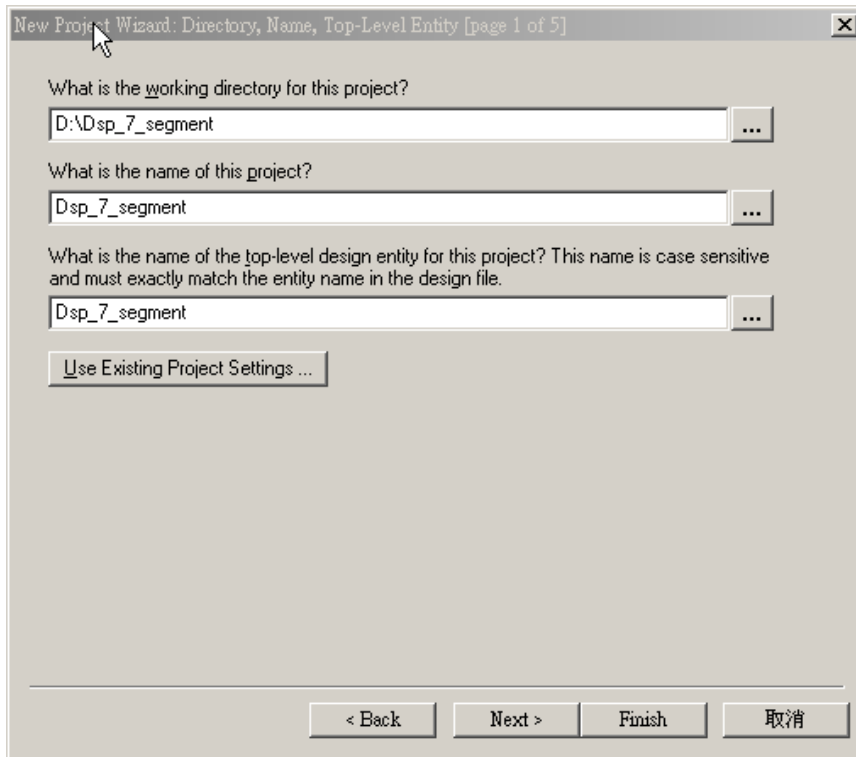 New Project Wizard: Directory, Name, Top-Level Entity [page 1 of 5]
What is the working directory for this project?
D:\Dsp_7_segment
...
What is the name of this project?
Dsp_7_segment
...
What is the name of the top-level design entity for this project? This name is case sensitive
and must exactly match the entity name in the design file.
Dsp_7_segment
...
Use Existing Project Settings ...
< Back
Next >
Finish
取消